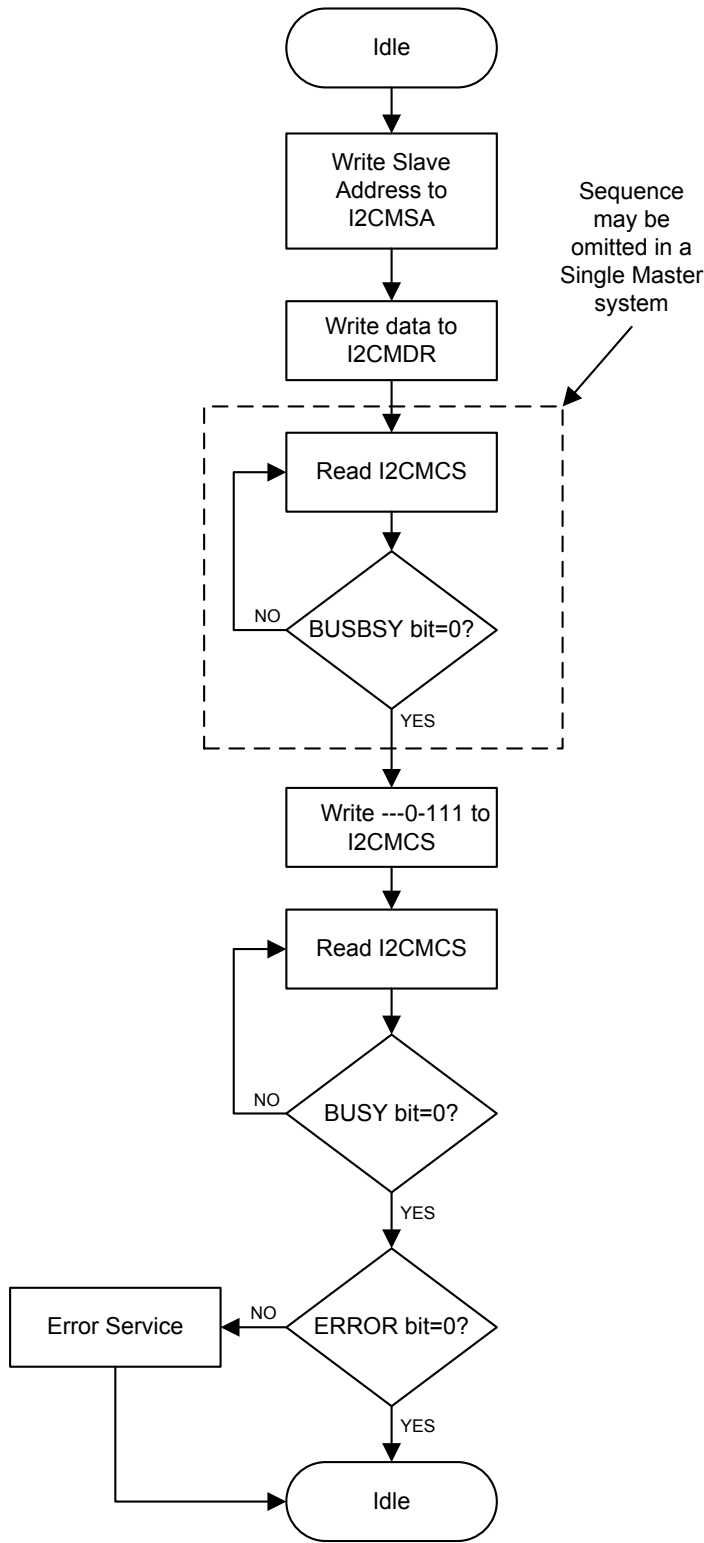 Idle
Write Slave
Address to
I2CMSA
Sequence
may be
omitted in a
Single Master
system
Write data to
I2CMDR
Read I2CMCS
NO
BUSBSY bit=0?
YES
Write ---0-111 to
I2CMCS
Read I2CMCS
NO
BUSY bit=0?
YES
Error Service
NO
ERROR bit=0?
YES
Idle